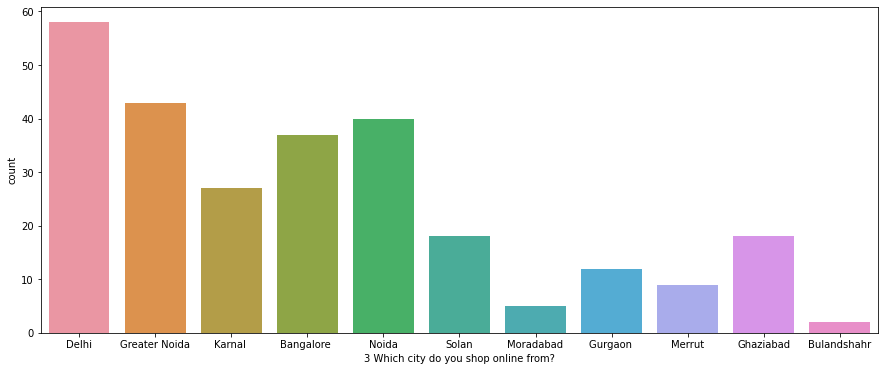 60
50
40
30
20
10
0
count
Delhi Greater Noida Karnal Bangalore Noida Solan Moradabad Gurgaon Merrut Ghaziabad Bulandshahr
3 Which city do you shop online from?